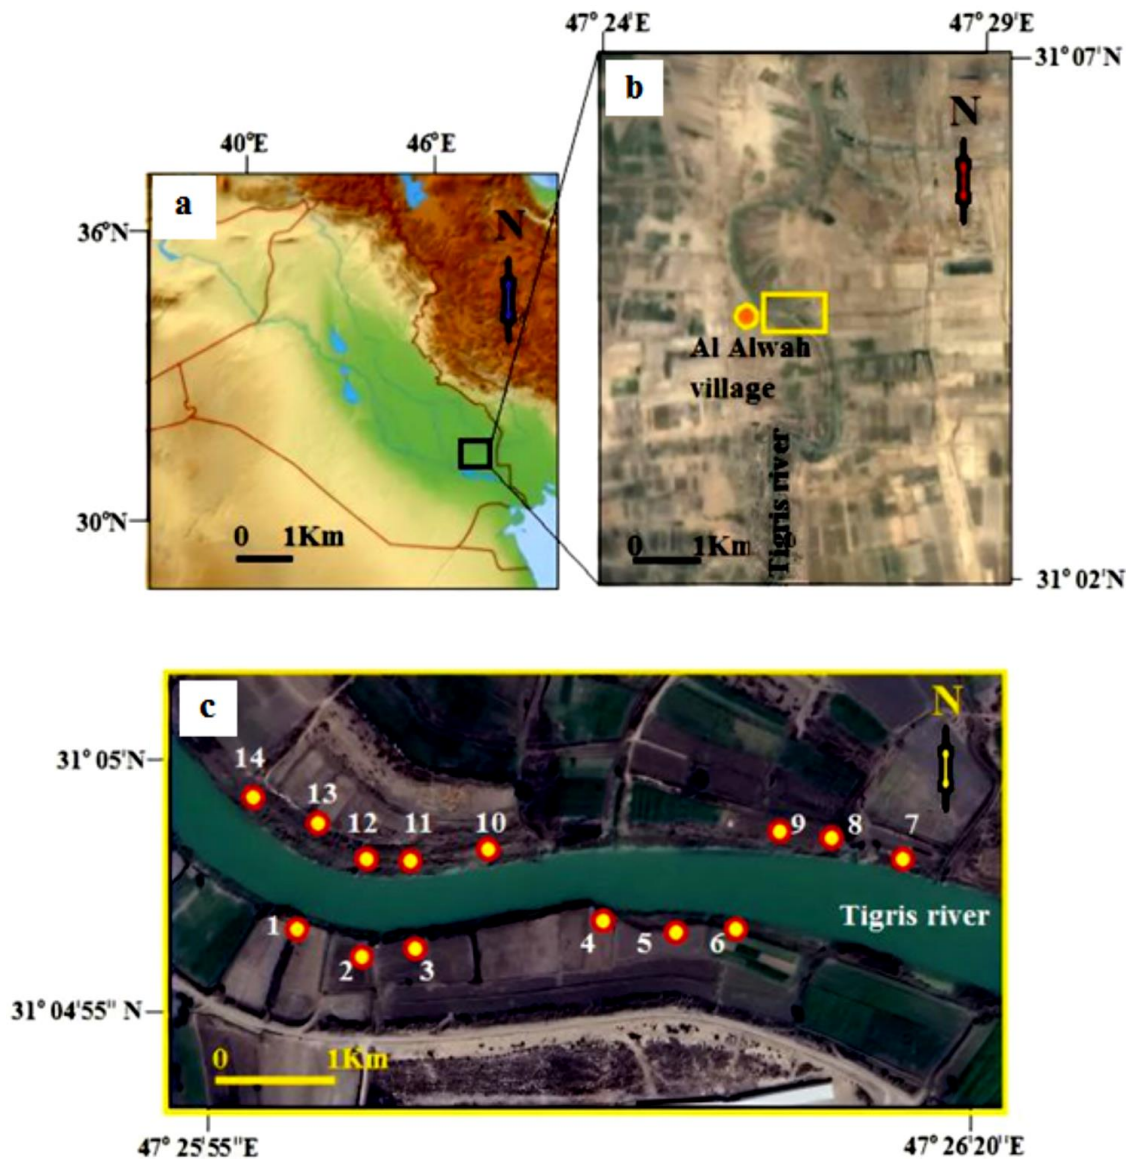 47° 24'E
47° 29'E
31° 07'N
b
N
40°E
46°E
a
N
36°N
Al Alwah
village
Tigris river
30°N
0 1Km
0 1Km
31° 02'N
c
N
31° 05'N
14
13
12
11
10
9
8
7
Tigris river
1
2
3
4
5
6
31° 04'55" N
0 1Km
47° 25'55"E
47° 26'20"E